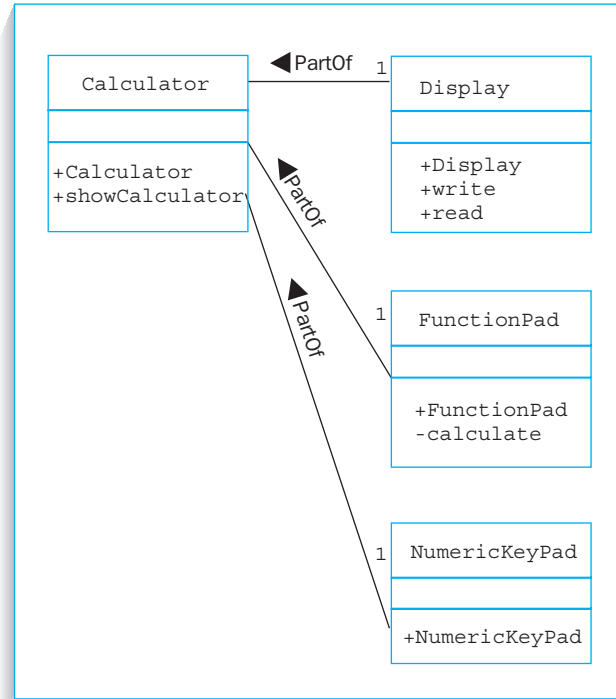 ◀ PartOf
1
Calculator
+Calculator
+showCalculator
Display
+Display
+write
+read
◀ PartOf
1
FunctionPad
+FunctionPad
-calculate
◀ PartOf
1
NumericKeyPad
+NumericKeyPad